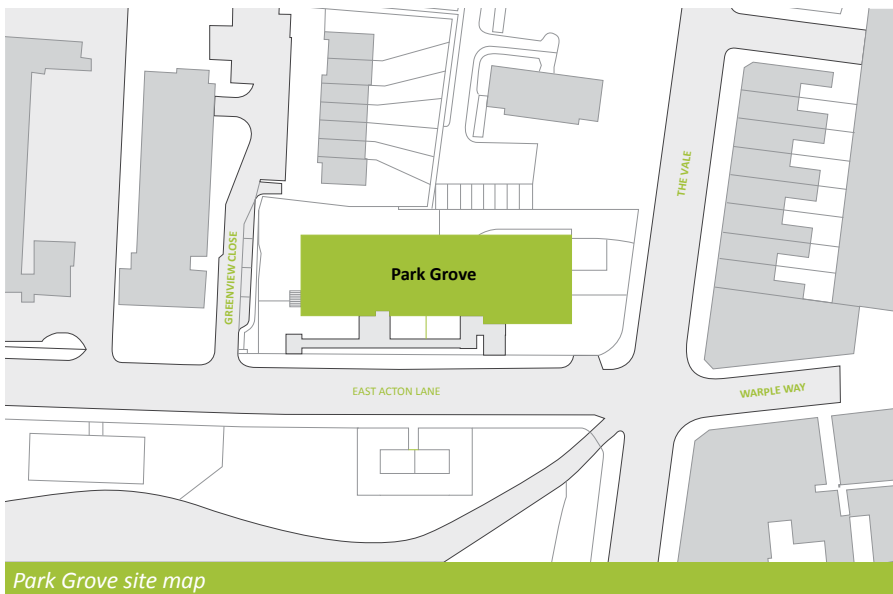 THE VALE
GREENVIEW CLOSE
Park Grove
EAST ACTON LANE
WARPLE WAY
Park Grove site map